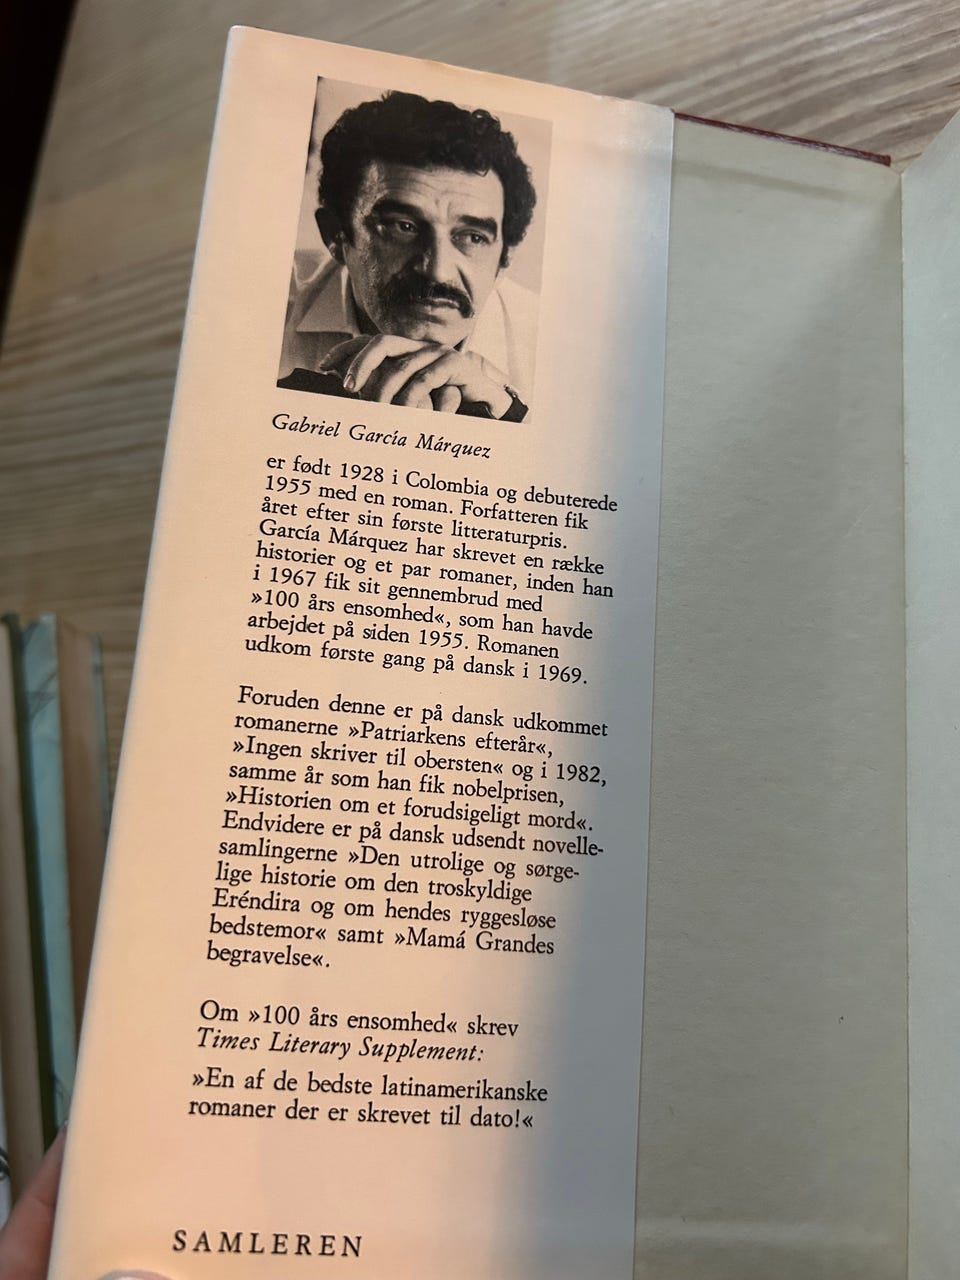 Gabriel García Márquez
er født 1928 i Colombia og debuterede
1955 med en roman. Forfatteren fik
året efter sin første litteraturpris.
García Márquez har skrevet en række
historier og et par romaner, inden han
i 1967 fik sit gennembrud med
»100 års ensomhed«, som han havde
arbejdet på siden 1955. Romanen
udkom første gang på dansk i 1969.
Foruden denne er på dansk udkommet
romanerne »Patriarkens efterår«,
»Ingen skriver til obersten« og i 1982,
samme år som han fik nobelprisen,
»Historien om et forudsigeligt mord«.
Endvidere er på dansk udsendt novelle-
samlingerne »Den utrolige og sørge-
lige historie om den troskyldige
Eréndira og om hendes ryggesløse
bedstemor« samt »Mamá Grandes
begravelse«.
Om »100 års ensomhed« skrev
Times Literary Supplement:
»En af de bedste latinamerikanske
romaner der er skrevet til dato!«
SAMLEREN